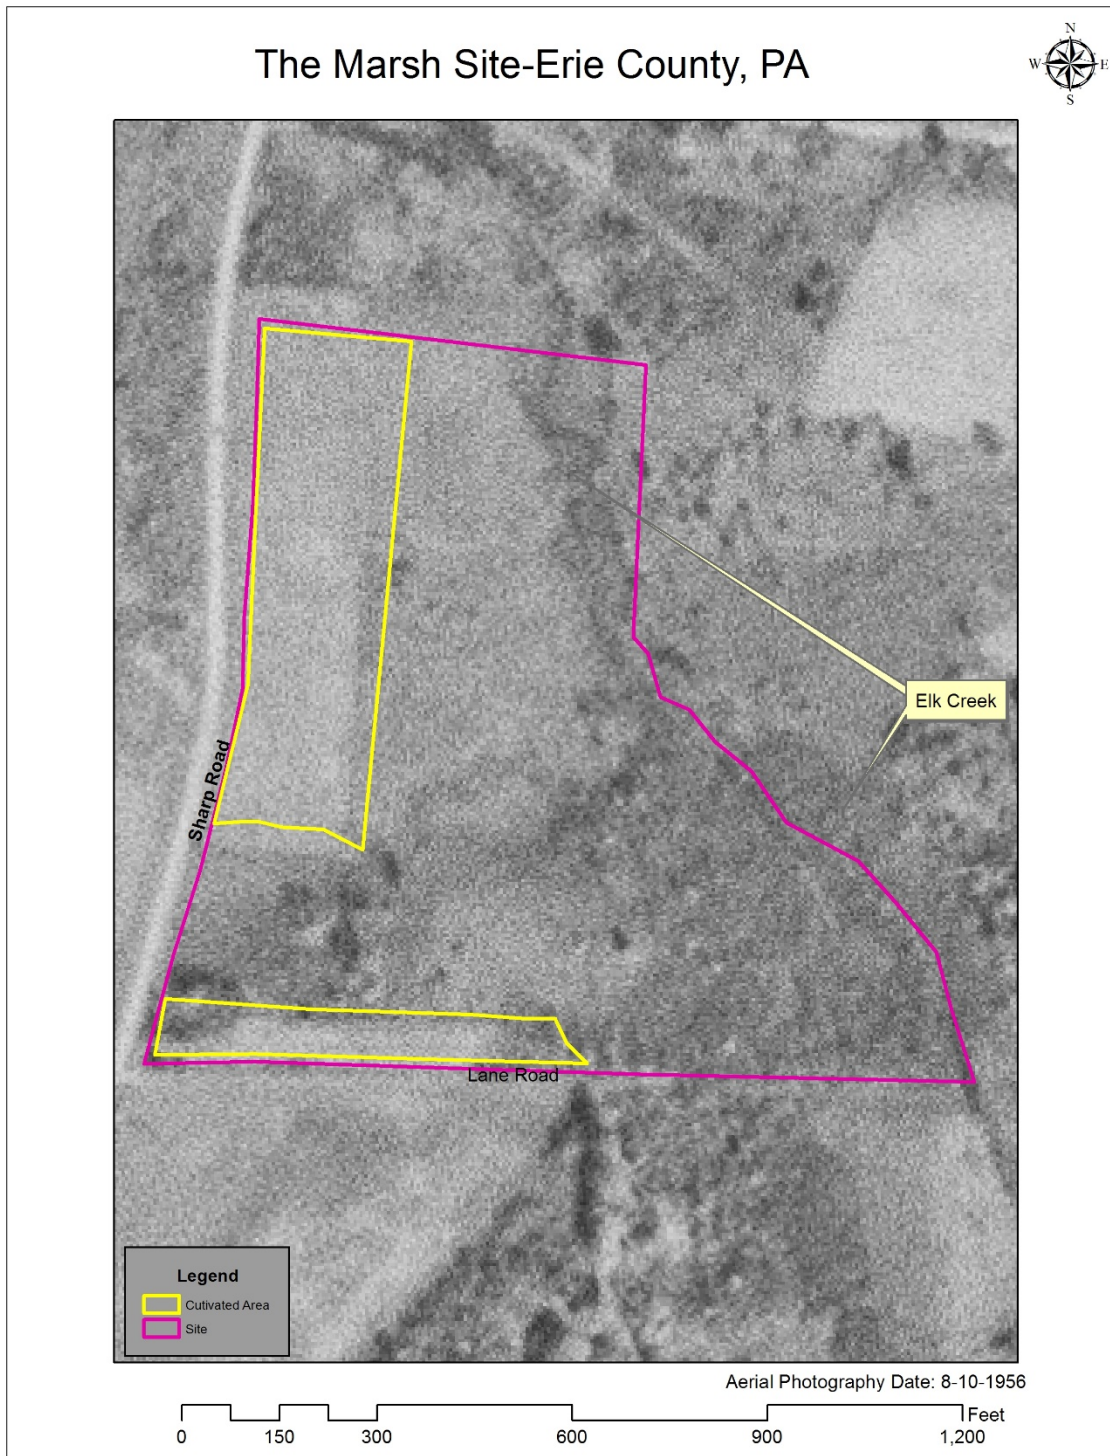 The Marsh Site-Erie County, PA
N
W E
S
Elk Creek
Sharp Road
Lane Road
Legend
Cutivated Area
Site
Aerial Photography Date: 8-10-1956
Feet
0 150 300 600 900 1,200